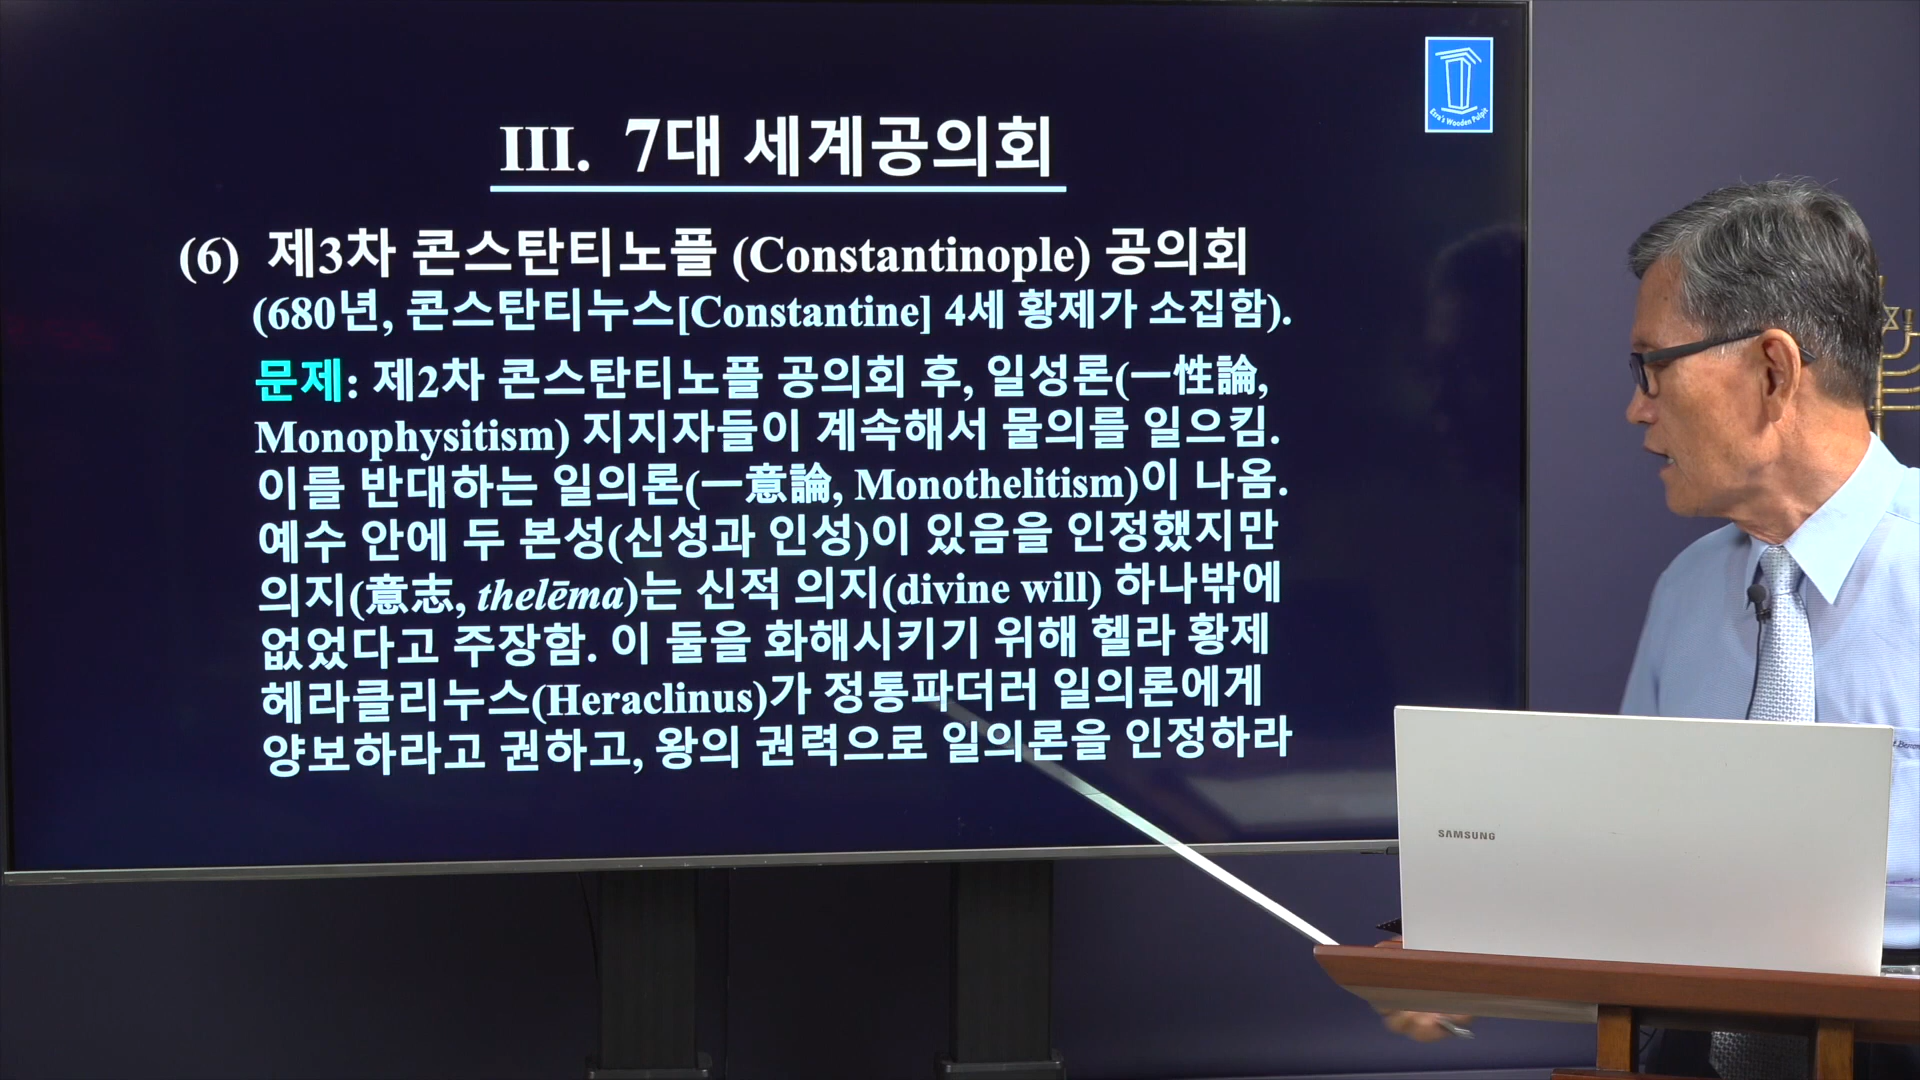 Ezra's Wooden Pulpit
III. 7대 세계공의회
(6) 제3차 콘스탄티노플 (Constantinople) 공의회
(680년, 콘스탄티누스[Constantine] 4세 황제가 소집함).
문제: 제2차 콘스탄티노플 공의회 후, 일성론(一性論,
Monophysitism) 지지자들이 계속해서 물의를 일으킴.
이를 반대하는 일의론(一意論, Monothelitism)이 나옴.
예수 안에 두 본성(신성과 인성)이 있음을 인정했지만
의지(意志, thelēma)는 신적 의지(divine will) 하나밖에
없었다고 주장함. 이 둘을 화해시키기 위해 헬라 황제
헤라클리누스(Heraclinus)가 정통파더러 일의론에게
양보하라고 권하고, 왕의 권력으로 일의론을 인정하라
SAMSUNG